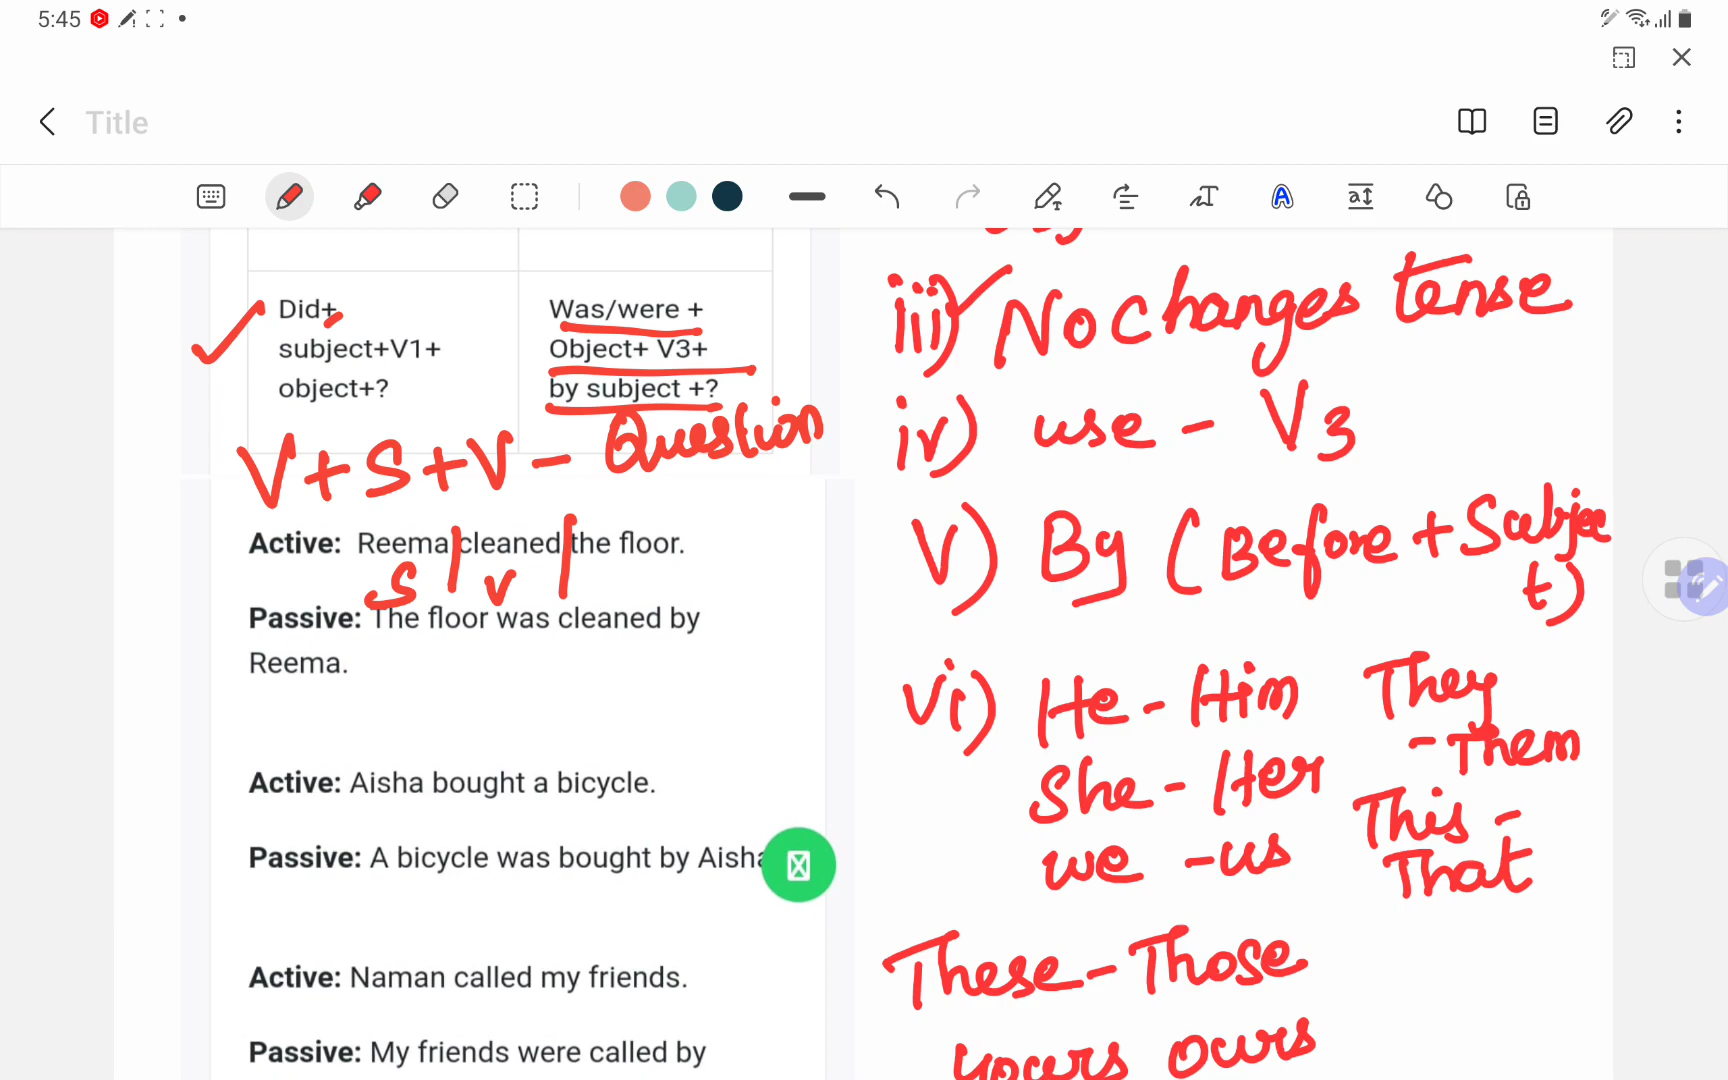 5:45
Title
Did+
subject+V1+
object+?
Was/were +
Object+ V3+
by subject +?
V+S+V- Question
Active: Reema cleaned the floor.
S V
Passive: The floor was cleaned by
Reema.
Active: Aisha bought a bicycle.
Passive: A bicycle was bought by Aisha
Active: Naman called my friends.
Passive: My friends were called by
iii) No changes tense
iv) use - V3
V) By (Before + Subjec
t)
vi) He - Him They
- Them
She - Her This -
That
we - us
These - Those
yours ours